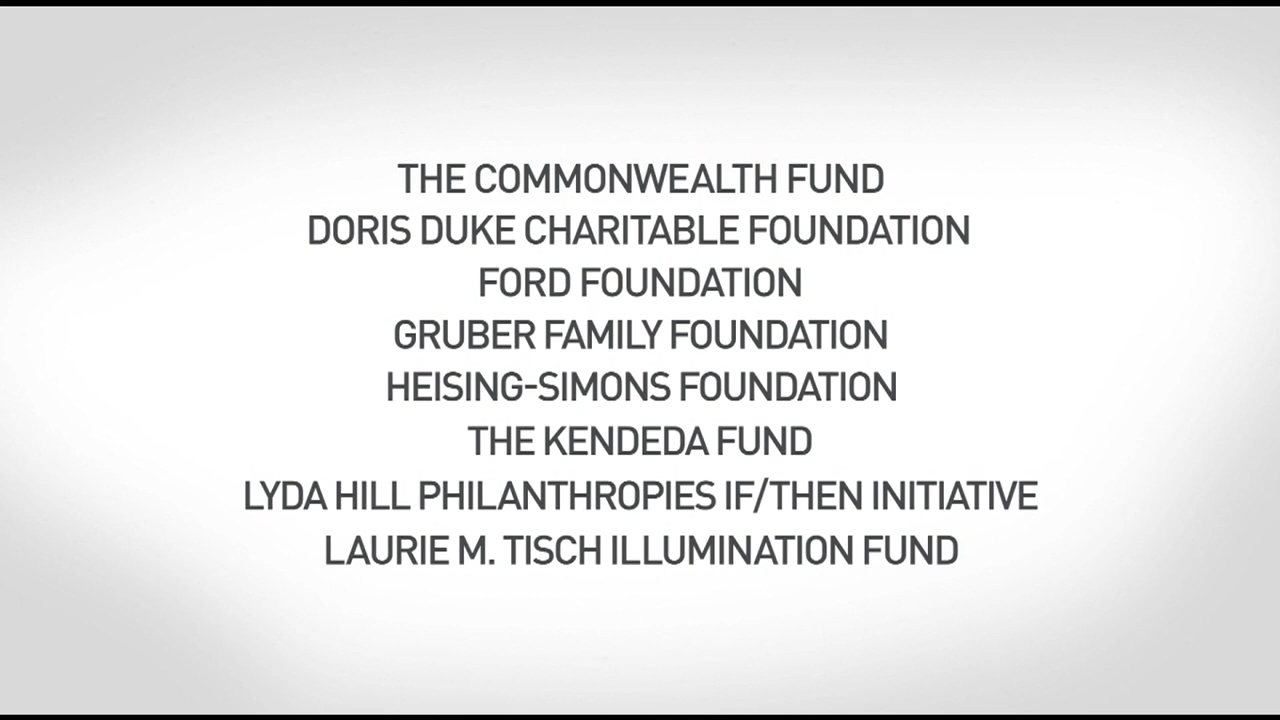 THE COMMONWEALTH FUND
DORIS DUKE CHARITABLE FOUNDATION
FORD FOUNDATION
GRUBER FAMILY FOUNDATION
HEISING-SIMONS FOUNDATION
THE KENDEDA FUND
LYDA HILL PHILANTHROPIES IF/THEN INITIATIVE
LAURIE M. TISCH ILLUMINATION FUND